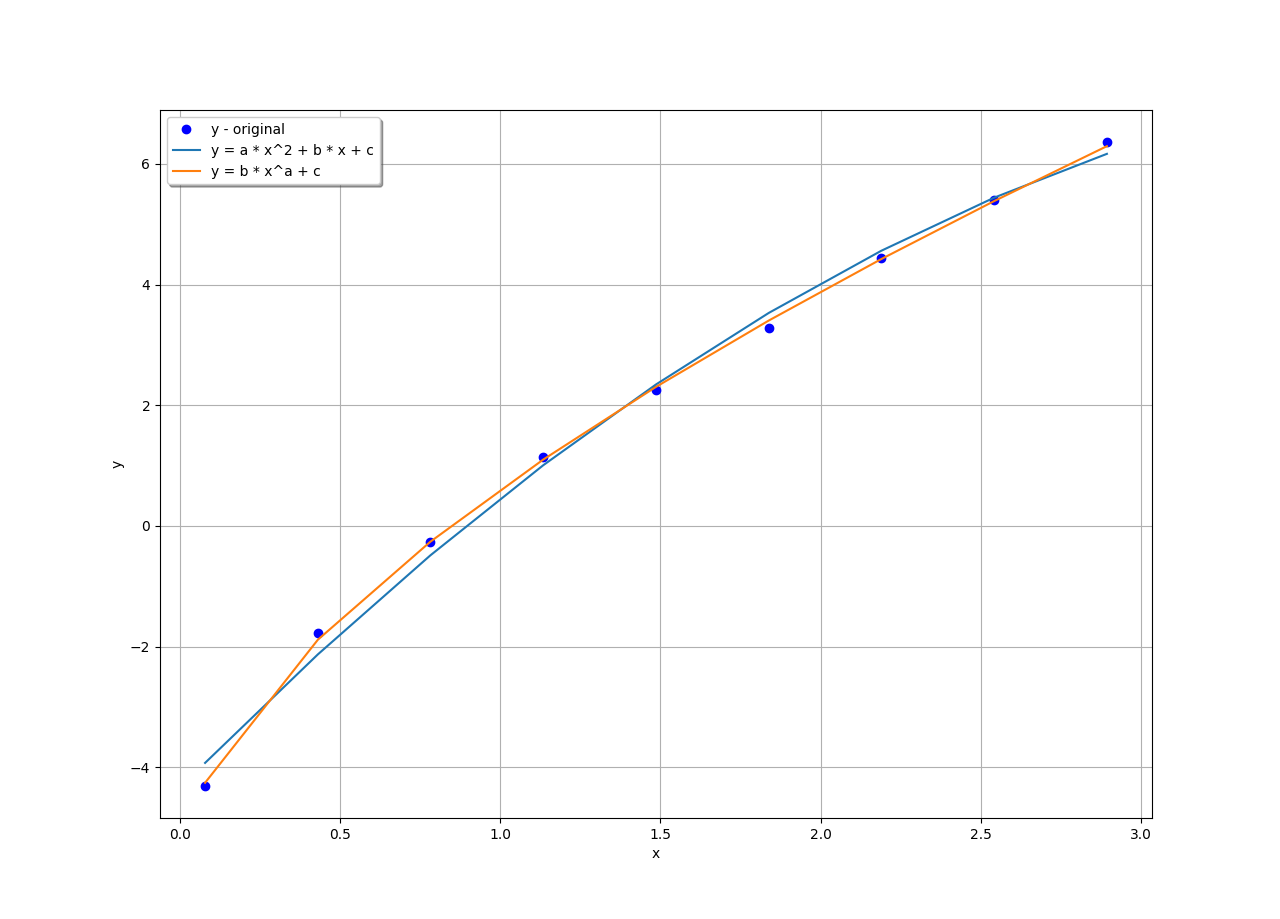 y - original
y = a * x^2 + b * x + c
y = b * x^a + c
6
4
2
0
−2
−4
y
0.0 0.5 1.0 1.5 2.0 2.5 3.0
x